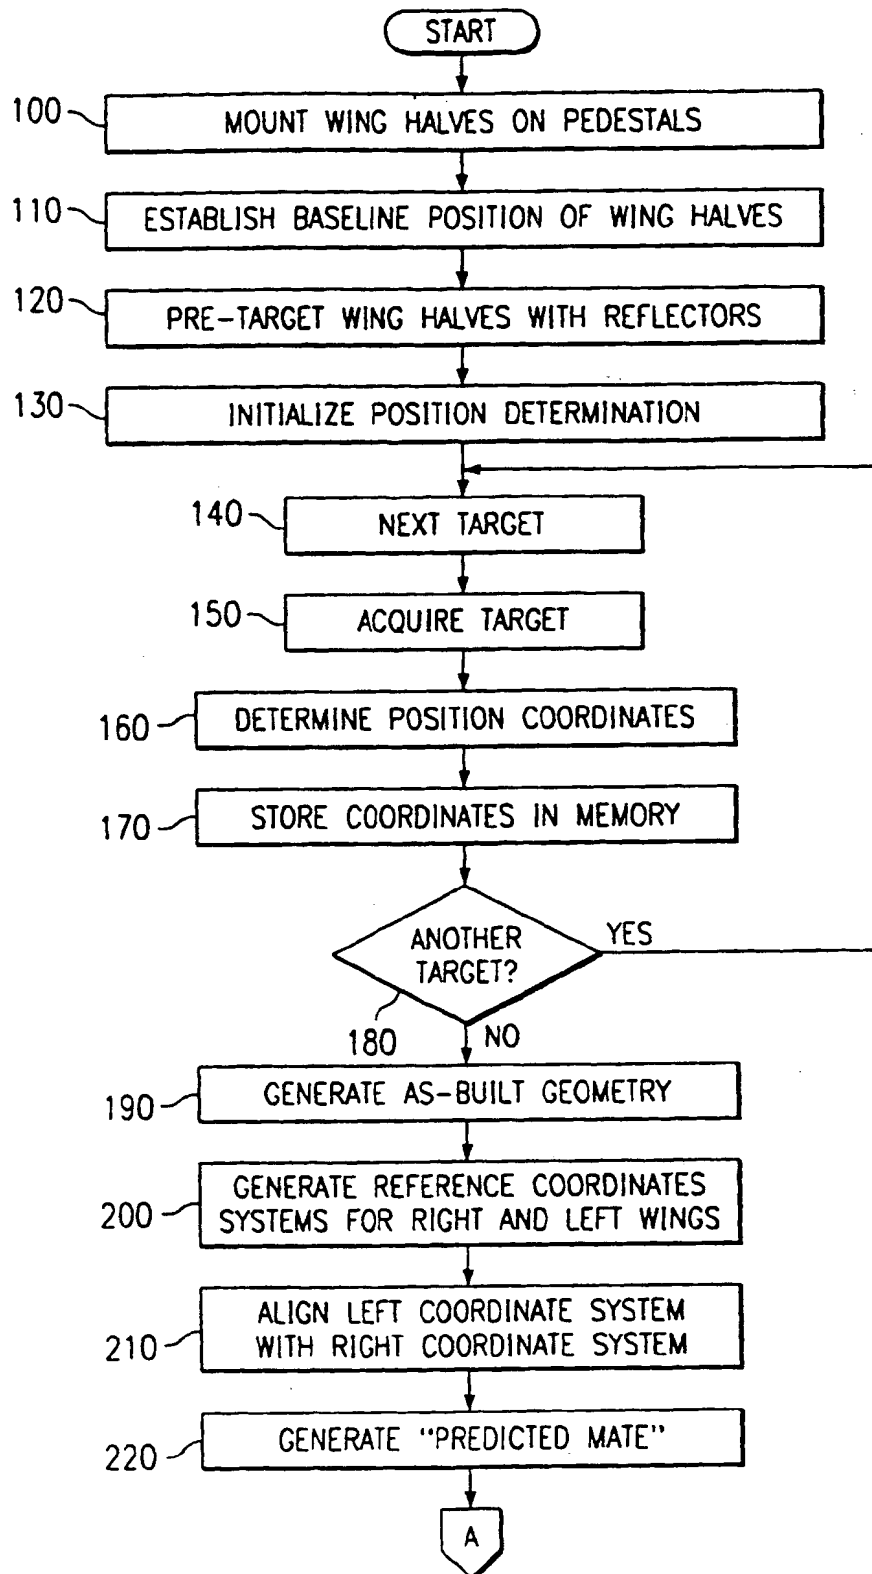 START
100
MOUNT WING HALVES ON PEDESTALS
110
ESTABLISH BASELINE POSITION OF WING HALVES
120
PRE-TARGET WING HALVES WITH REFLECTORS
130
INITIALIZE POSITION DETERMINATION
140
NEXT TARGET
150
ACQUIRE TARGET
160
DETERMINE POSITION COORDINATES
170
STORE COORDINATES IN MEMORY
ANOTHER
TARGET?
YES
180
NO
190
GENERATE AS-BUILT GEOMETRY
200
GENERATE REFERENCE COORDINATES
SYSTEMS FOR RIGHT AND LEFT WINGS
210
ALIGN LEFT COORDINATE SYSTEM
WITH RIGHT COORDINATE SYSTEM
220
GENERATE "PREDICTED MATE"
A